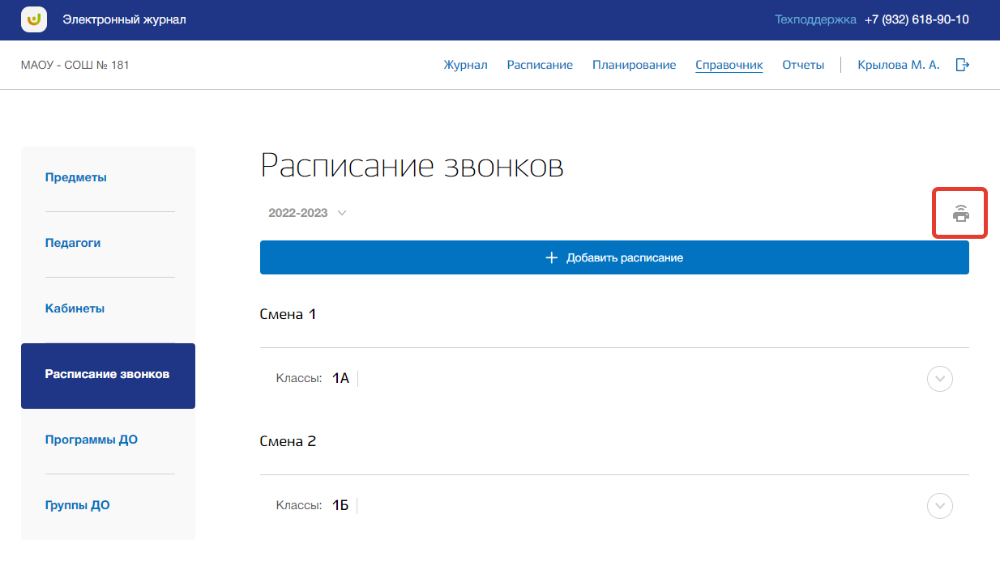 Электронный журнал
Техподдержка +7 (932) 618-90-10
МАОУ - СОШ № 181
Журнал Расписание Планирование Справочник Отчеты Крылова М. А.
Предметы
Педагоги
Кабинеты
Расписание звонков
Программы ДО
Группы ДО
Расписание звонков
2022-2023
Добавить расписание
Смена 1
Классы: 1А
Смена 2
Классы: 1Б